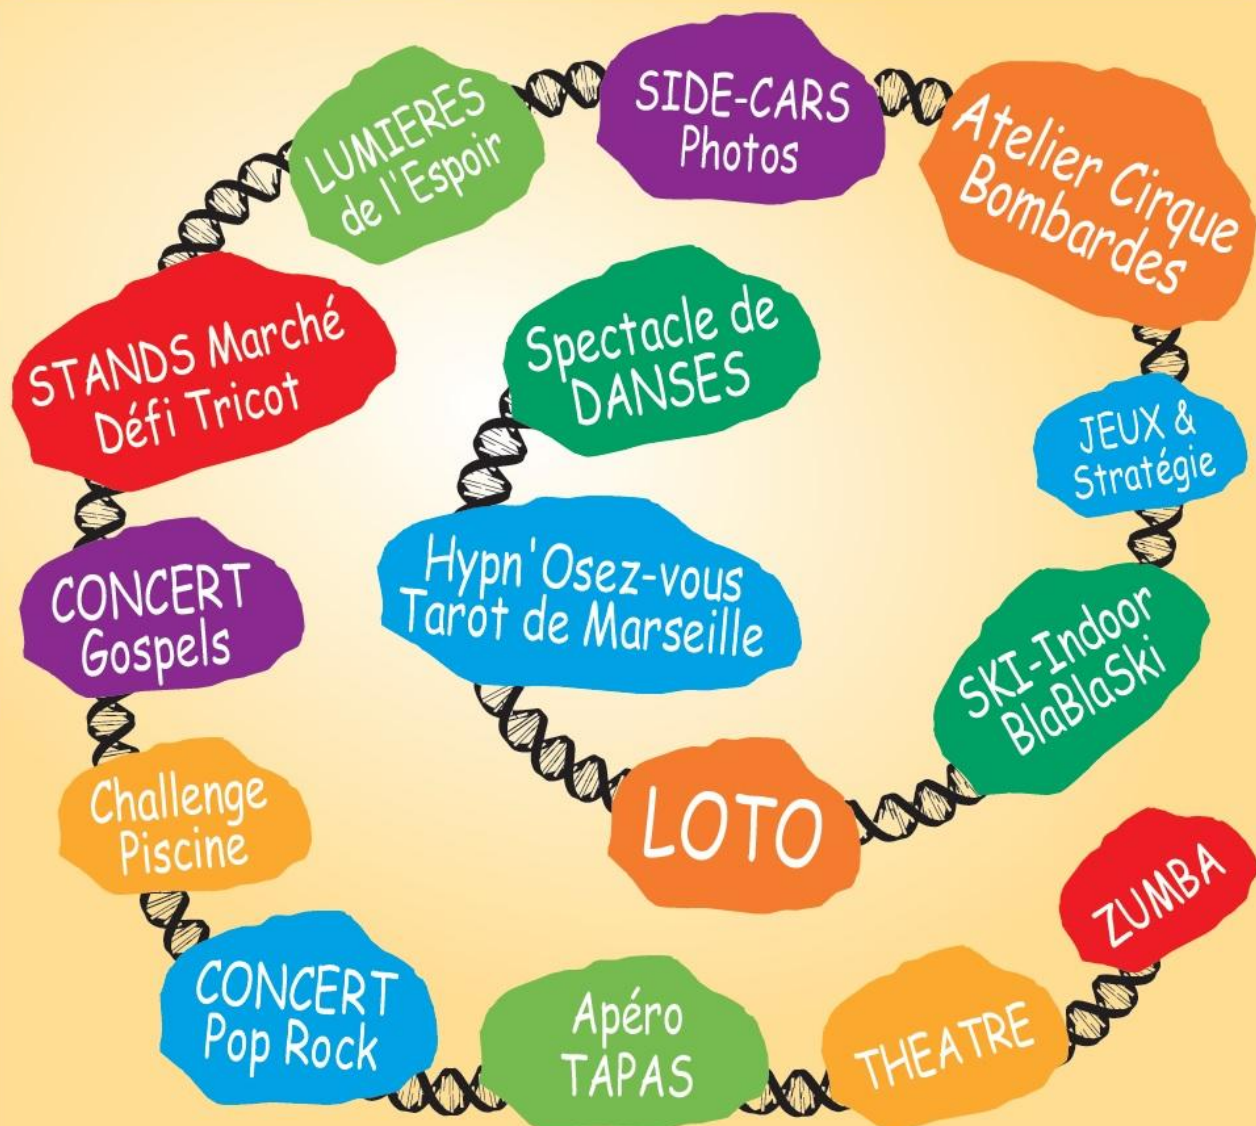 LUMIERES
de l'Espoir
SIDE-CARS
Photos
Atelier Cirque
Bombardes
STANDS Marché
Défi Tricot
Spectacle de
DANSES
JEUX &
Stratégie
CONCERT
Gospels
Hypn'Osez-vous
Tarot de Marseille
SKI-Indoor
BlaBlaSki
Challenge
Piscine
LOTO
ZUMBA
CONCERT
Pop Rock
Apéro
TAPAS
THEATRE